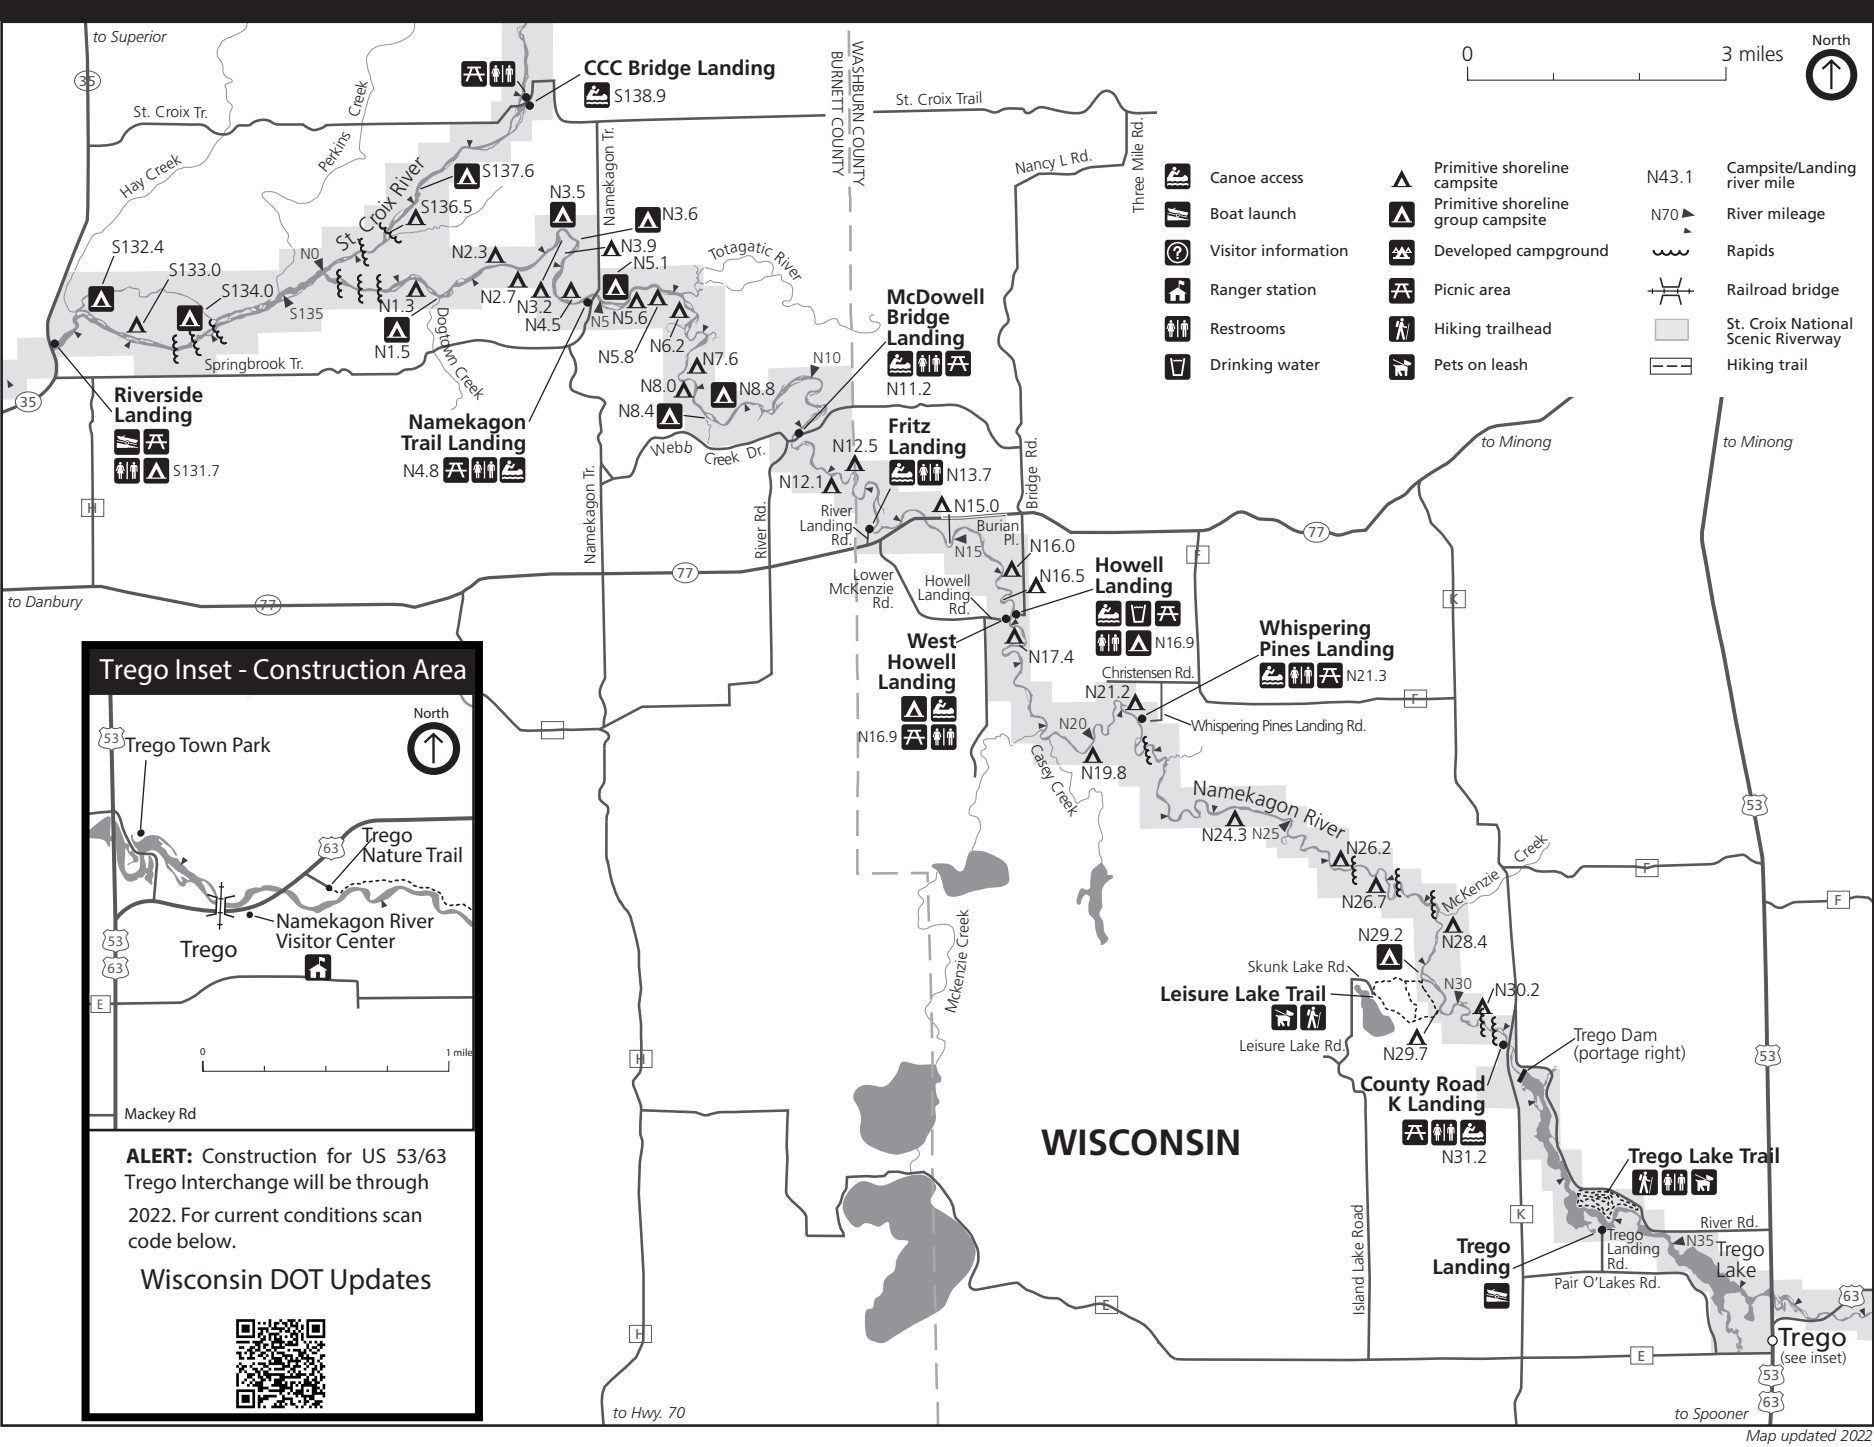 to Superior
35
St. Croix Tr.
Hay Creek
Perkins Creek
CCC Bridge Landing
S138.9
BURNETT COUNTY
WASHBURN COUNTY
St. Croix Trail
Nancy L Rd.
Three Mile Rd.
0 3 miles
North
Canoe access
Boat launch
Visitor information
Ranger station
Restrooms
Drinking water
Primitive shoreline
campsite
Primitive shoreline
group campsite
Developed campground
Picnic area
Hiking trailhead
Pets on leash
N43.1
Campsite/Landing
river mile
N70
River mileage
Rapids
Railroad bridge
St. Croix National
Scenic Riverway
Hiking trail
St. Croix River
S137.6
S136.5
N3.5
N3.6
N3.9
N5.1
Namekagon Tr.
N2.3
N2.7
N3.2
N4.5
N5
N5.6
N5.8
N6.2
Totagatic River
S132.4
S133.0
S134.0
N0
S135
N1.3
N1.5
Dogtown Creek
Springbrook Tr.
35
Riverside
Landing
S131.7
H
Namekagon
Trail Landing
N4.8
N7.6
N8.0
N8.4
N8.8
N10
McDowell
Bridge
Landing
N11.2
Webb Creek Dr.
Namekagon Tr.
River Rd.
Fritz
Landing
N13.7
N12.5
N12.1
River
Landing
Rd.
N15.0
N15
Burian
Pl.
Bridge Rd.
to Minong
to Minong
77
77
77
to Danbury
Lower
McKenzie
Rd.
Howell
Landing
Rd.
N16.0
N16.5
Howell
Landing
N16.9
F
K
West
Howell
Landing
N16.9
N17.4
Christensen Rd.
Whispering
Pines Landing
N21.3
N21.2
F
Whispering Pines Landing Rd.
N20
N19.8
Casey Creek
Namekagon River
N24.3
N25
N26.2
N26.7
McKenzie Creek
N28.4
53
F
F
N29.2
Skunk Lake Rd.
Leisure Lake Trail
Leisure Lake Rd.
N29.7
N30
N30.2
Trego Dam
(portage right)
53
County Road
K Landing
N31.2
Mckenzie Creek
H
WISCONSIN
Trego Lake Trail
K
River Rd.
Trego
Landing
Rd.
N35
Trego
Lake
Trego
Landing
Pair O'Lakes Rd.
Island Lake Road
63
E
H
E
Trego
(see inset)
53
63
to Hwy. 70
to Spooner
Map updated 2022
Trego Inset - Construction Area
North
53
Trego Town Park
63
Trego
Nature Trail
Namekagon River
Visitor Center
53
Trego
63
E
0 1 mile
Mackey Rd
ALERT: Construction for US 53/63
Trego Interchange will be through
2022. For current conditions scan
code below.
Wisconsin DOT Updates